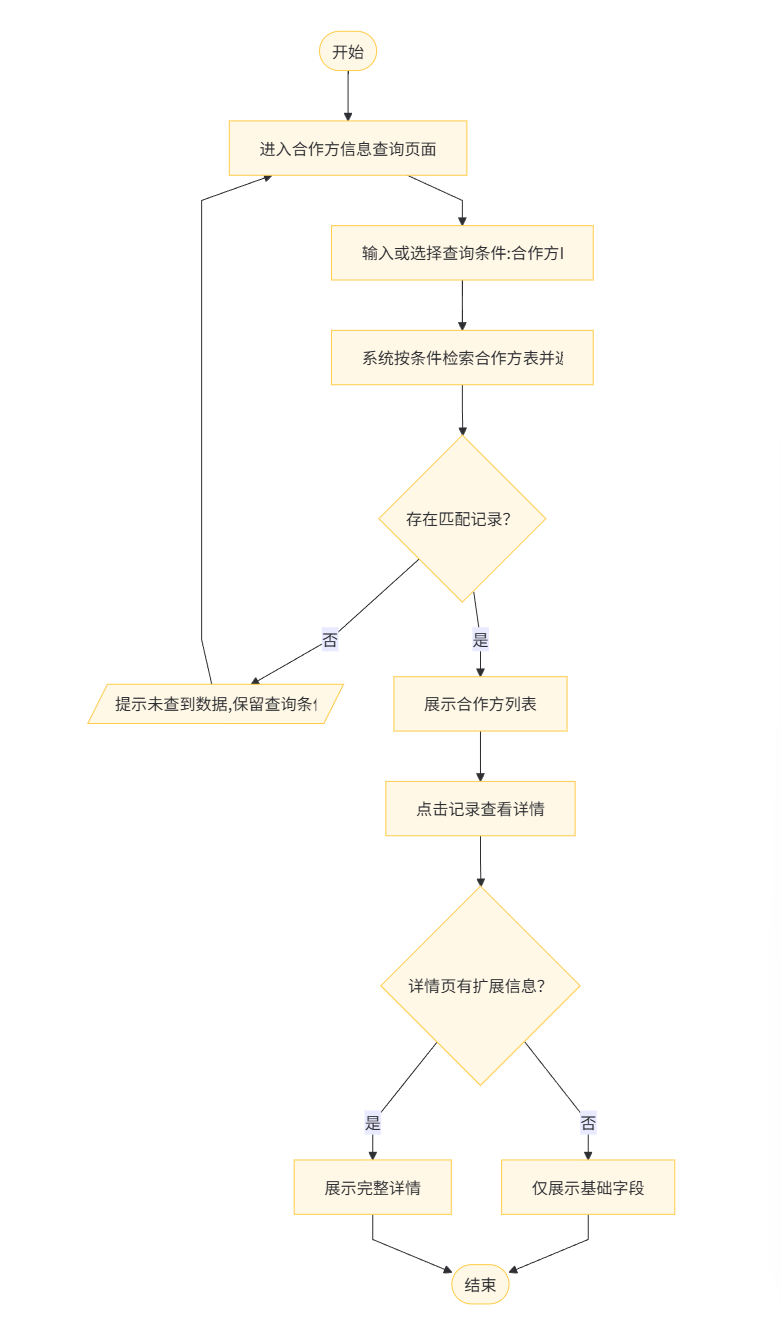 开始
进入合作方信息查询页面
输入或选择查询条件:合作方
系统按条件检索合作方表并
存在匹配记录?
否
是
提示未查到数据,保留查询条
展示合作方列表
点击记录查看详情
详情页有扩展信息?
是
否
展示完整详情
仅展示基础字段
结束